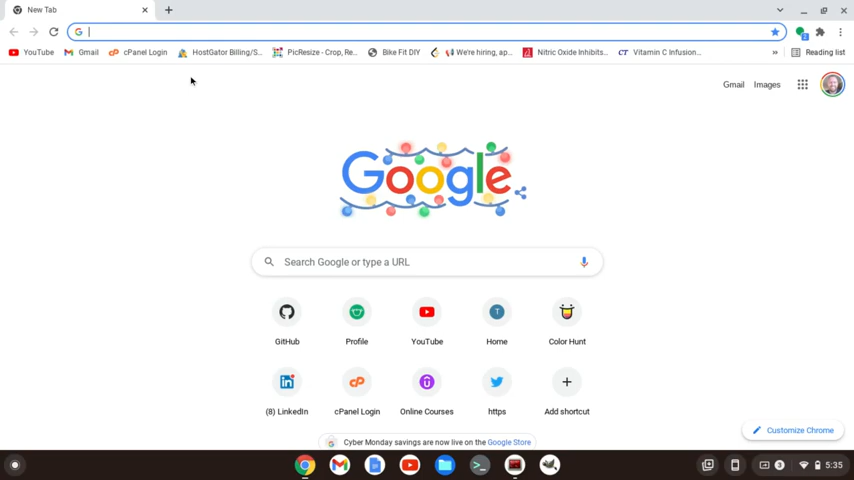 New Tab
YouTube
Gmail
cPanel Login
HostGator Billing/S...
PicResize - Crop, Re...
Bike Fit DIY
We're hiring, ap...
Nitric Oxide Inhibits...
CT Vitamin C Infusion...
»
Reading list
Gmail
Images
Google
Search Google or type a URL
GitHub
Profile
YouTube
T
Home
Color Hunt
(8) LinkedIn
cPanel Login
Online Courses
https
Add shortcut
Cyber Monday savings are now live on the Google Store
Customize Chrome
3
5:35